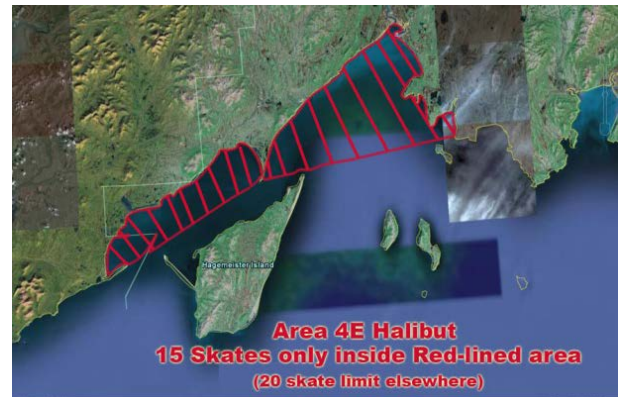 Hagemeister Island
Area 4E Halibut
15 Skates only inside Red-lined area
(20 skate limit elsewhere)